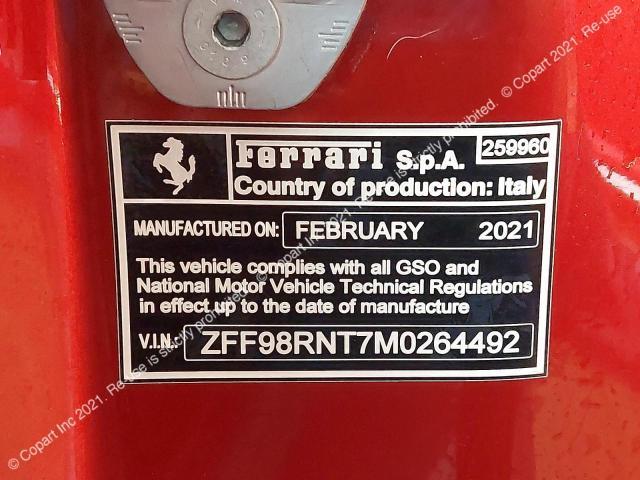 Ferrari S.p.A. 259960
Country of production: Italy
MANUFACTURED ON: FEBRUARY 2021
This vehicle complies with all GSO and
National Motor Vehicle Technical Regulations
in effect up to the date of manufacture
V.I.N.: ZFF98RNT7M0264492
© Copart Inc 2021. Re-use is strictly prohibited.
© Copart 2021. Re-use